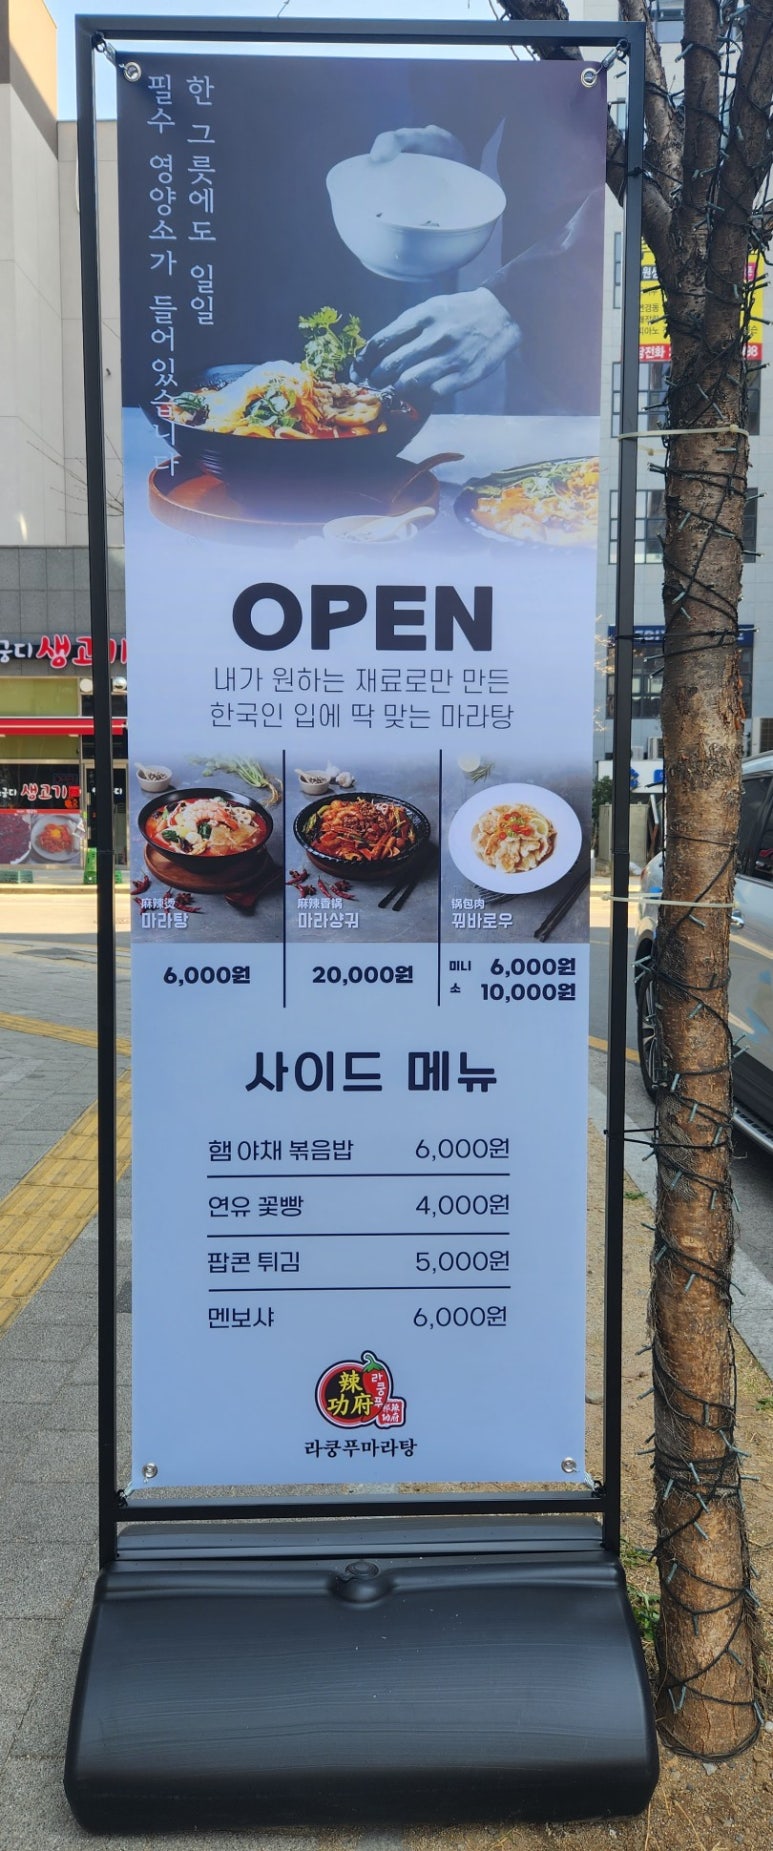 한 그릇에도 일일
필수 영양소가 들어있습니다
OPEN
내가 원하는 재료로만 만든
한국인 입에 딱 맞는 마라탕
麻辣烫
마라탕
6,000원
麻辣香锅
마라샹궈
20,000원
锅包肉
꿔바로우
미니 6,000원
소 10,000원
사이드 메뉴
햄 야채 볶음밥 6,000원
연유 꽃빵 4,000원
팝콘 튀김 5,000원
멘보샤 6,000원
辣
功府
라쿵푸
라쿵푸마라탕
생고기
생고기